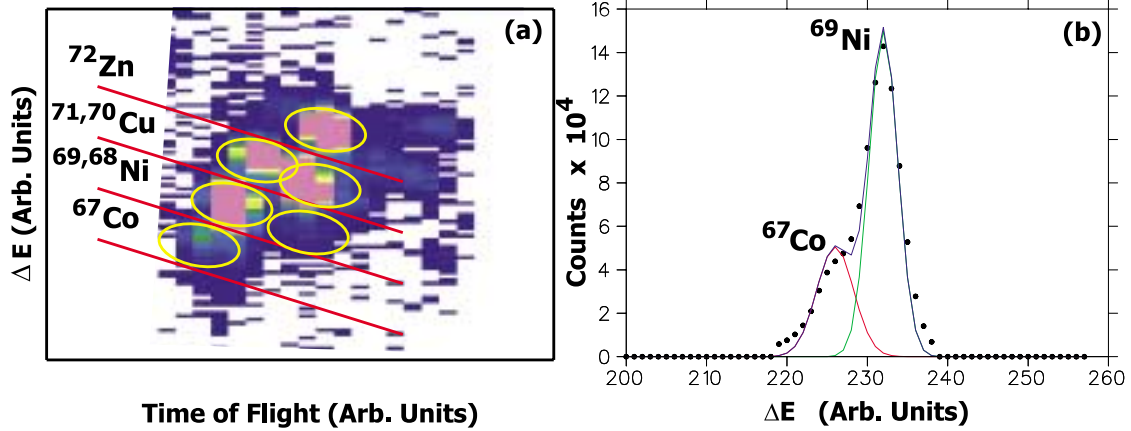 (a)
72Zn
71,70Cu
69,68Ni
67Co
Δ E (Arb. Units)
Time of Flight (Arb. Units)
(b)
69Ni
67Co
Counts x 10^4
16
14
12
10
8
6
4
2
0
200 210 220 230 240 250 260
ΔE (Arb. Units)